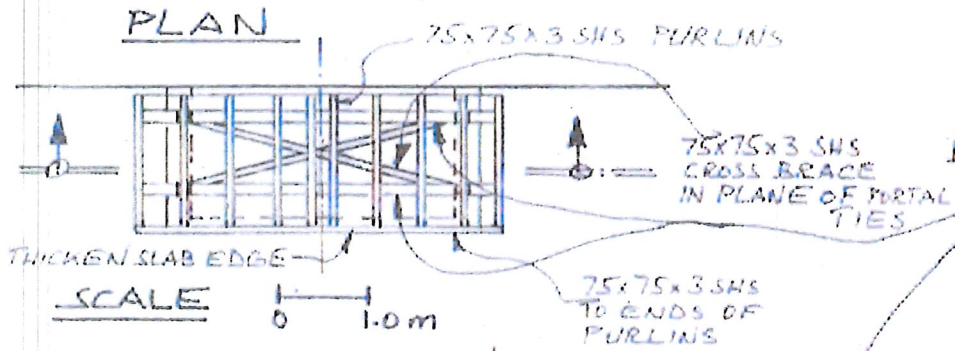 PLAN
75x75x3 SHS PURLINS
75x75x3 SHS
CROSS BRACE
IN PLANE OF PORTAL
TIES
THICKEN SLAB EDGE
75x75x3 SHS
TO ENDS OF
PURLINS
SCALE
0 1.0m